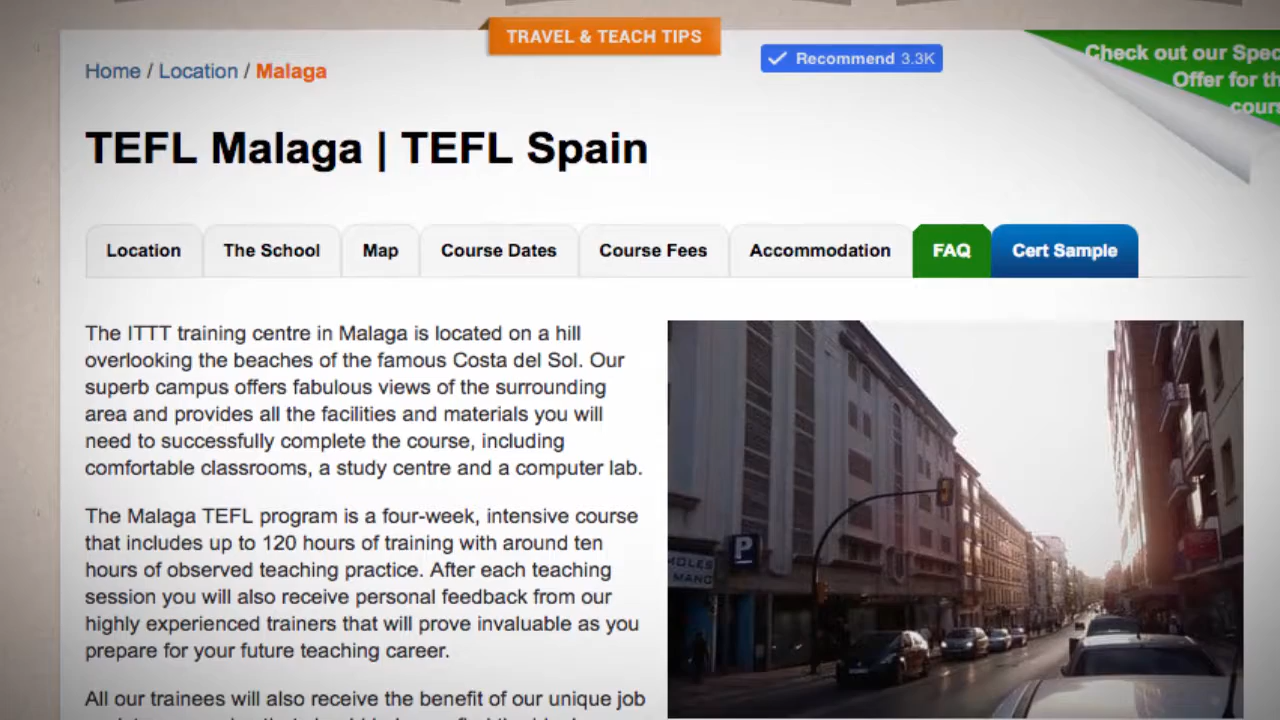 TRAVEL & TEACH TIPS
Home / Location / Malaga
Recommend 3.3K
Check out our
Offer for
TEFL Malaga | TEFL Spain
Location The School Map Course Dates Course Fees Accommodation FAQ Cert Sample
The ITTT training centre in Malaga is located on a hill
overlooking the beaches of the famous Costa del Sol. Our
superb campus offers fabulous views of the surrounding
area and provides all the facilities and materials you will
need to successfully complete the course, including
comfortable classrooms, a study centre and a computer lab.
The Malaga TEFL program is a four-week, intensive course
that includes up to 120 hours of training with around ten
hours of observed teaching practice. After each teaching
session you will also receive personal feedback from our
highly experienced trainers that will prove invaluable as you
prepare for your future teaching career.
All our trainees will also receive the benefit of our unique job
P